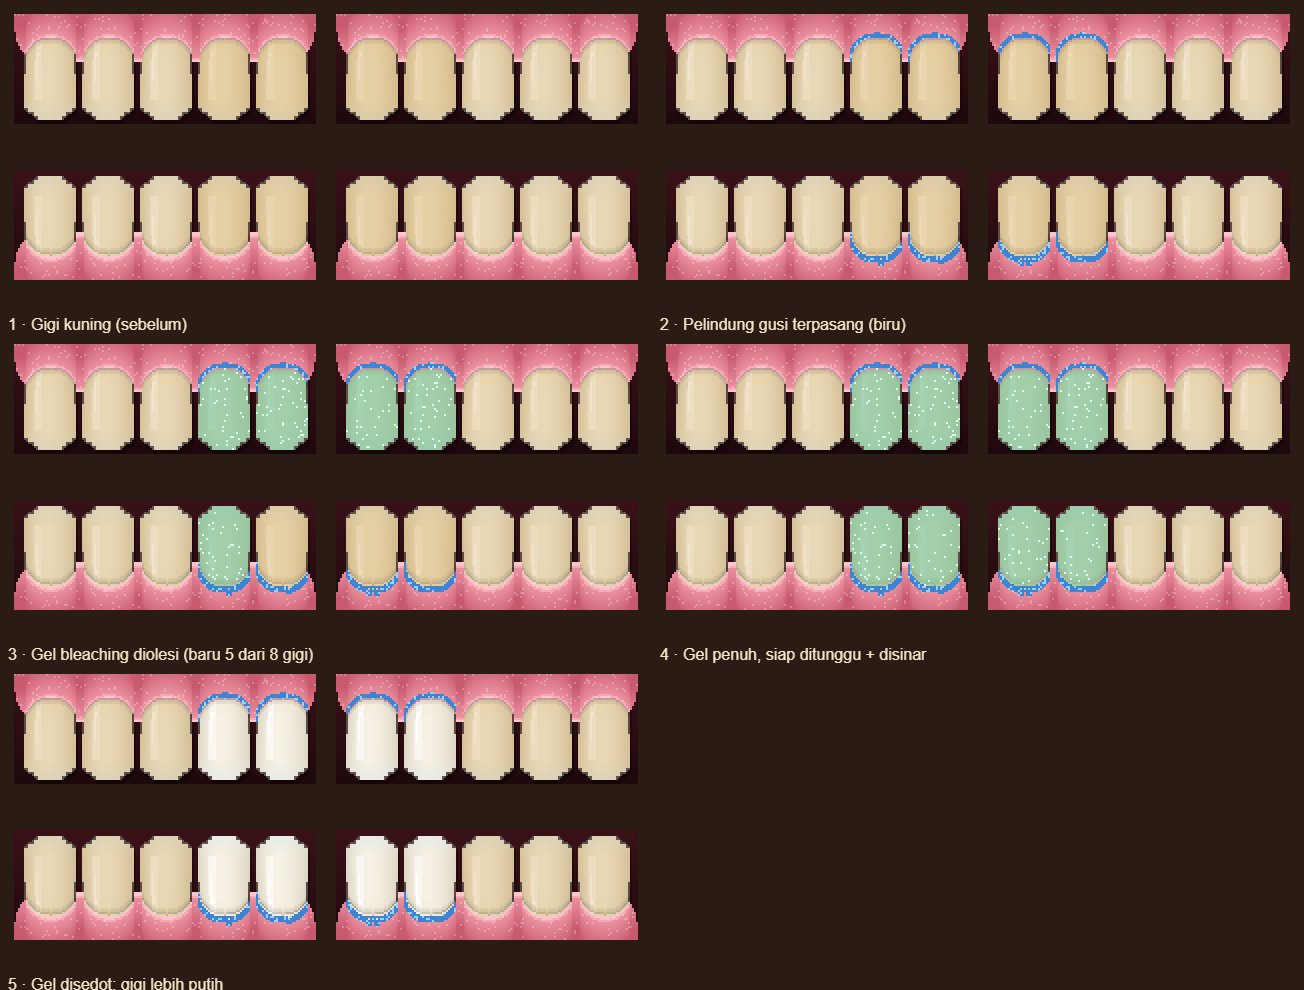 1 · Gigi kuning (sebelum)
2 · Pelindung gusi terpasang (biru)
3 · Gel bleaching diolesi (baru 5 dari 8 gigi)
4 · Gel penuh, siap ditunggu + disinar
5 · Gel disedot: gigi lebih putih